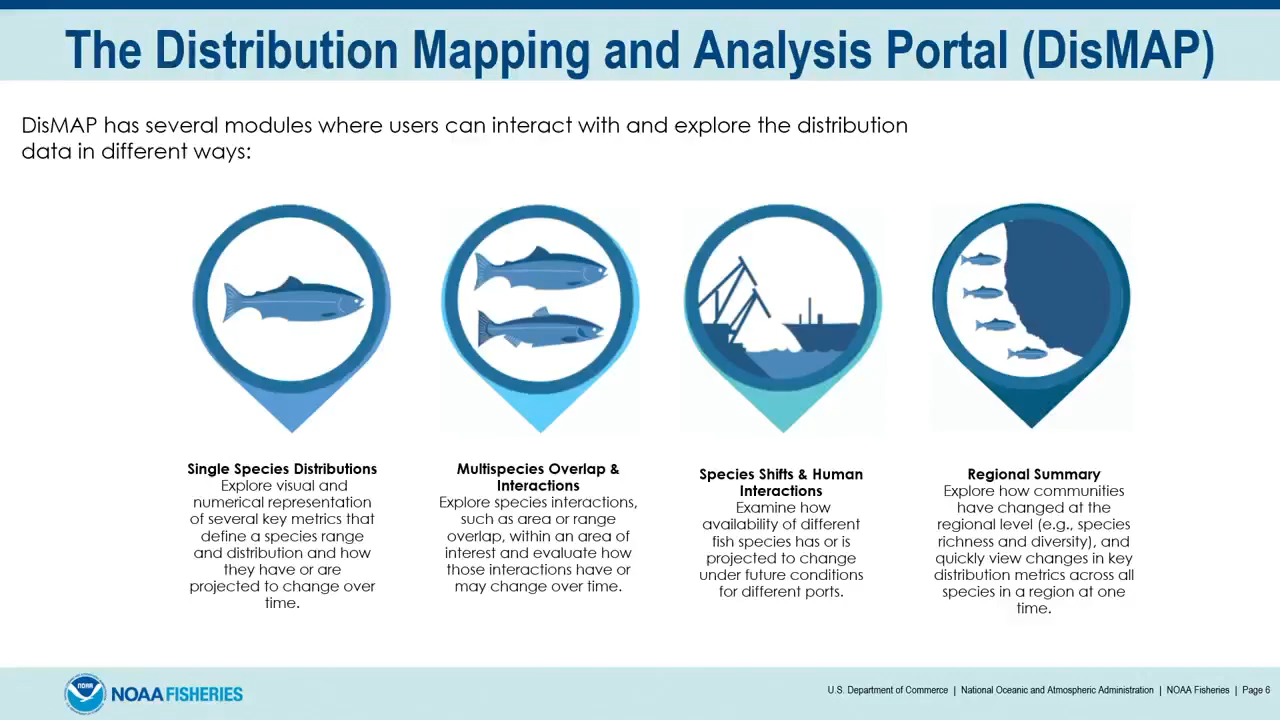 The Distribution Mapping and Analysis Portal (DisMAP)
DisMAP has several modules where users can interact with and explore the distribution
data in different ways:
Single Species Distributions
Explore visual and
numerical representation
of several key metrics that
define a species range
and distribution and how
they have or are
projected to change over
time.
Multispecies Overlap &
Interactions
Explore species interactions,
such as area or range
overlap, within an area of
interest and evaluate how
those interactions have or
may change over time.
Species Shifts & Human
Interactions
Examine how
availability of different
fish species has or is
projected to change
under future conditions
for different ports.
Regional Summary
Explore how communities
have changed at the
regional level (e.g., species
richness and diversity), and
quickly view changes in key
distribution metrics across all
species in a region at one
time.
NOAA
NOAA FISHERIES
U.S. Department of Commerce | National Oceanic and Atmospheric Administration | NOAA Fisheries | Page 6